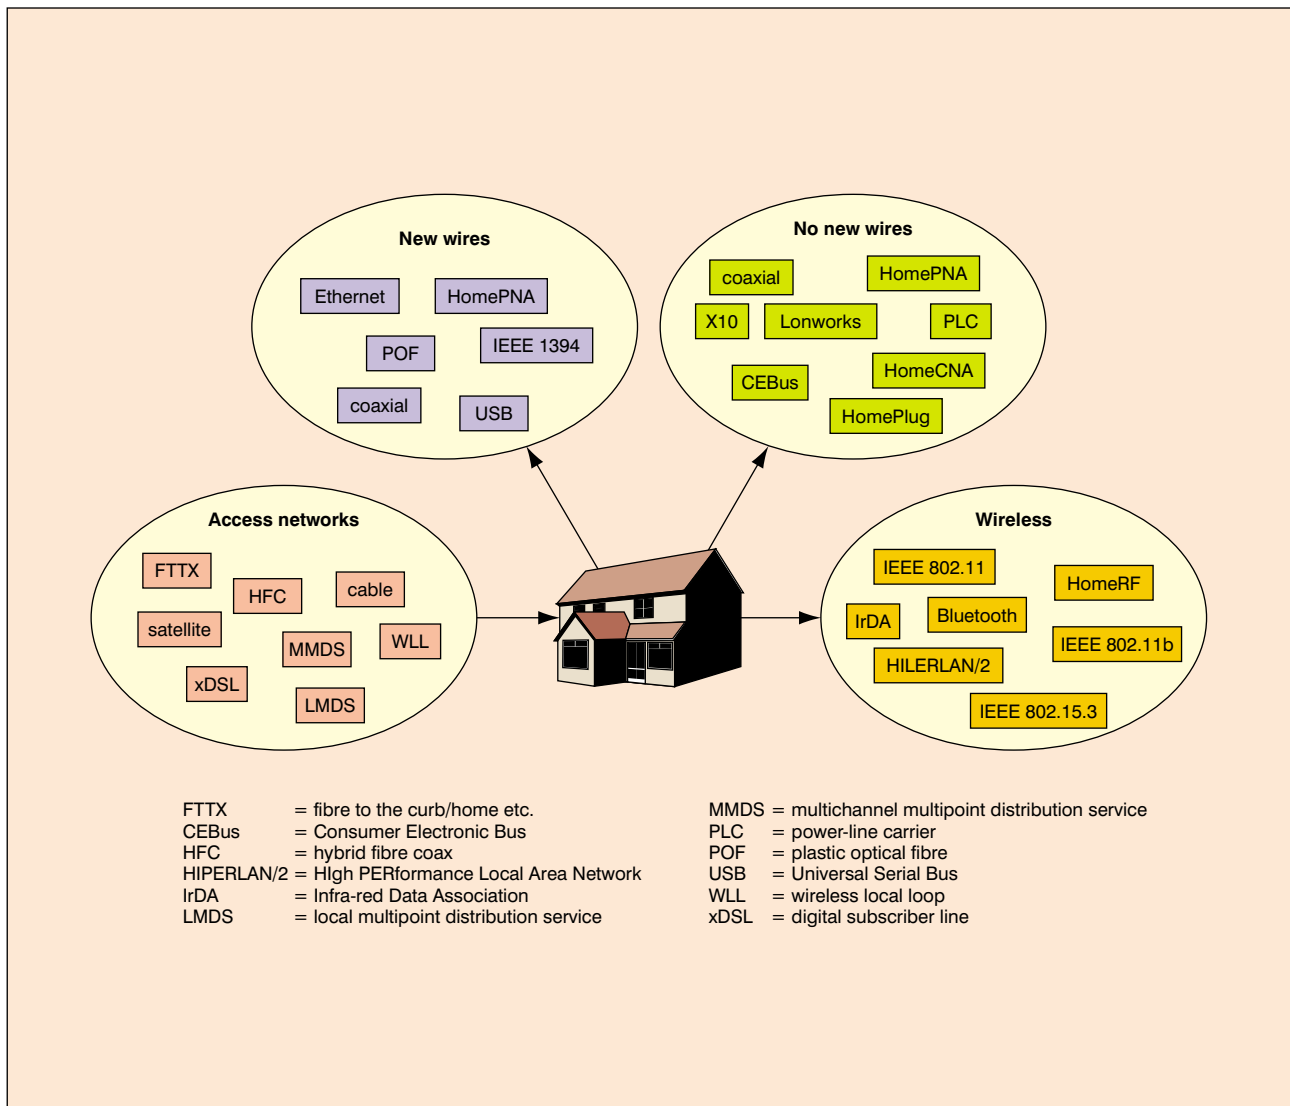 New wires
Ethernet
HomePNA
POF
IEEE 1394
coaxial
USB
No new wires
coaxial
HomePNA
X10
Lonworks
PLC
HomeCNA
CEBus
HomePlug
Access networks
FTTX
HFC
cable
satellite
MMDS
WLL
xDSL
LMDS
Wireless
IEEE 802.11
HomeRF
IrDA
Bluetooth
IEEE 802.11b
HILERLAN/2
IEEE 802.15.3
FTTX = fibre to the curb/home etc.
CEBus = Consumer Electronic Bus
HFC = hybrid fibre coax
HIPERLAN/2 = HIgh PERformance Local Area Network
IrDA = Infra-red Data Association
LMDS = local multipoint distribution service
MMDS = multichannel multipoint distribution service
PLC = power-line carrier
POF = plastic optical fibre
USB = Universal Serial Bus
WLL = wireless local loop
xDSL = digital subscriber line